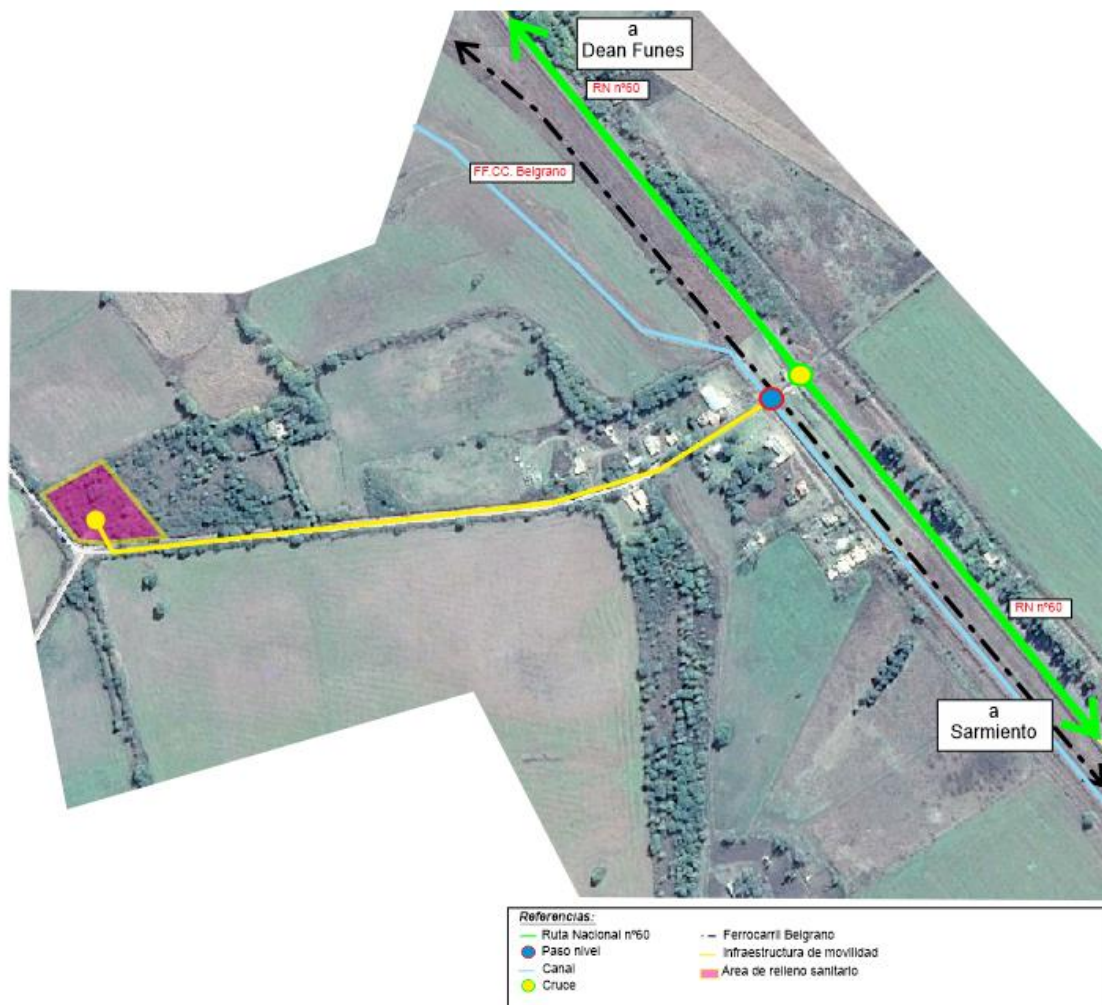 a
Dean Funes
RN nº60
FF.CC. Belgrano
RN nº60
a
Sarmiento
Referencias:
Ruta Nacional nº60
Paso nivel
Canal
Cruce
Ferrocarril Belgrano
Infraestructura de movilidad
Área de relleno sanitario